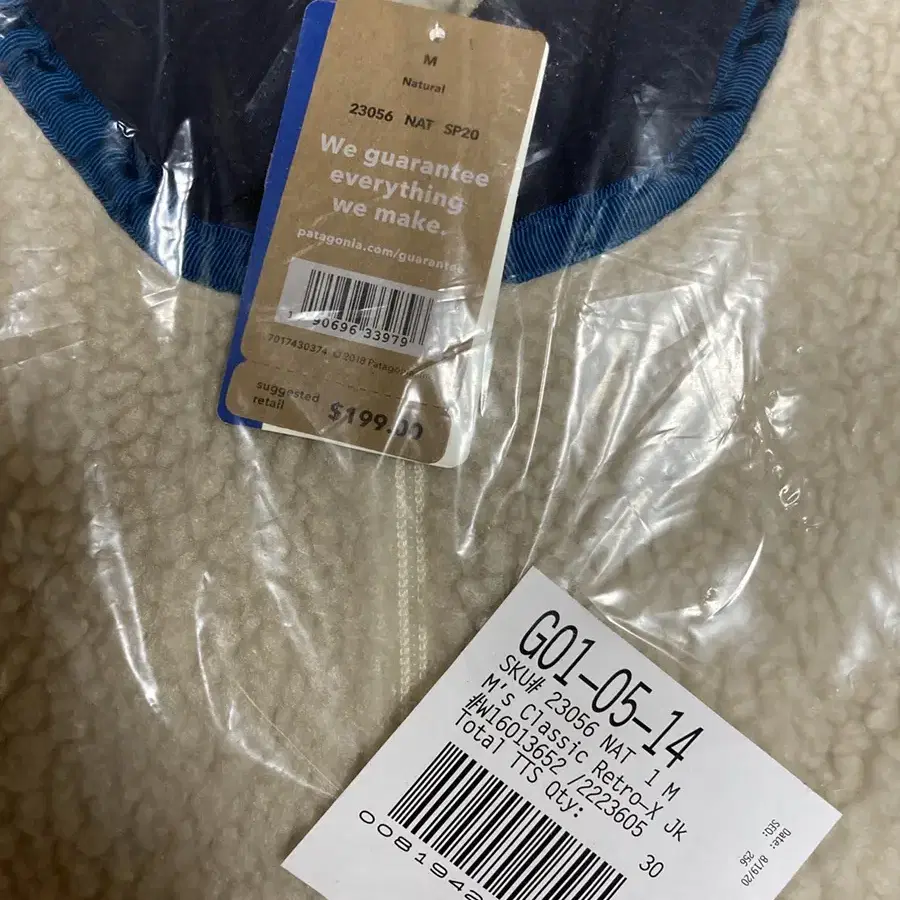 M
Natural
23056 NAT SP20
We guarantee
everything
we make.
patagonia.com/guarantee
90696 33979
7017430374 © 2018 Patagonia
suggested
retail
$199.00
G01-05-14
SKU# 23056 NAT 1 M
M's Classic Retro-X Jk
#W16013652 /2223605
Total TTS Qty: 30
0081942
Date: 8/19/20
SEQ: 256